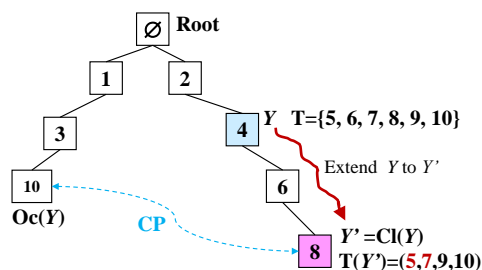 ∅ Root
1 2
3 4 Y T={5, 6, 7, 8, 9, 10}
Extend Y to Y’
10 6
Oc(Y)
CP
8 Y’ =Cl(Y)
T(Y’)=(5,7,9,10)